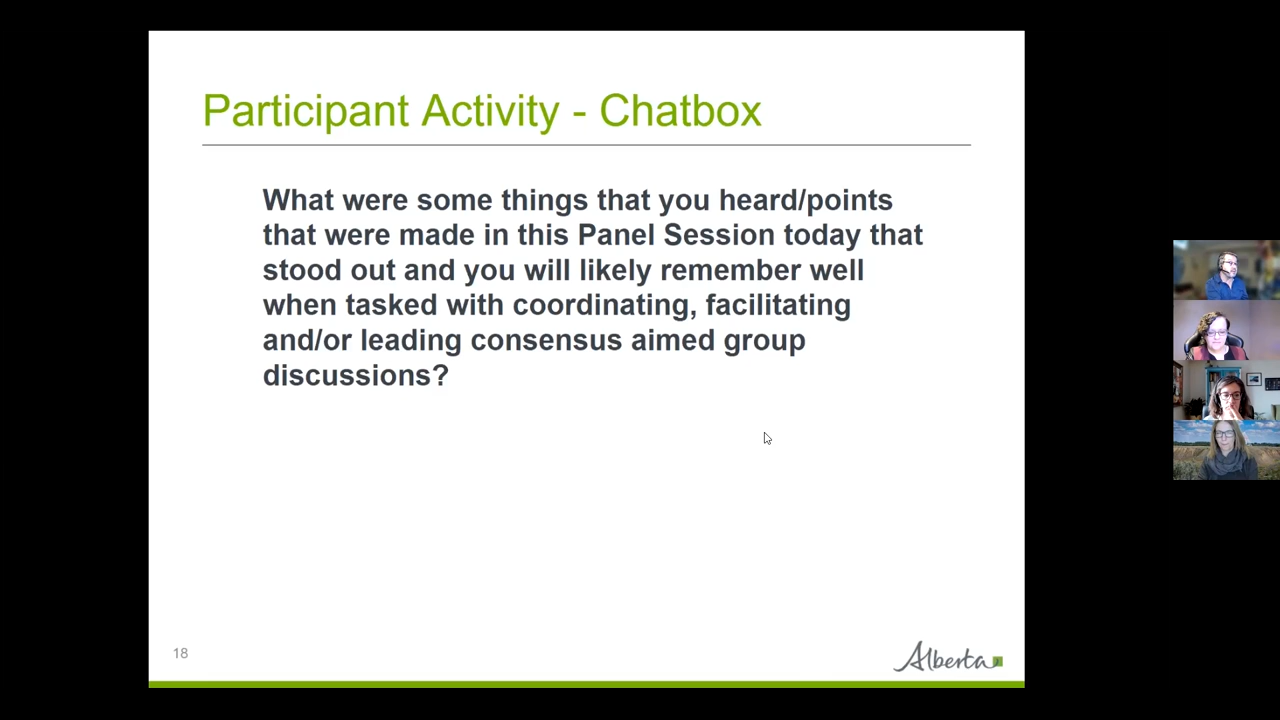 Participant Activity - Chatbox
What were some things that you heard/points
that were made in this Panel Session today that
stood out and you will likely remember well
when tasked with coordinating, facilitating
and/or leading consensus aimed group
discussions?
18
Alberta